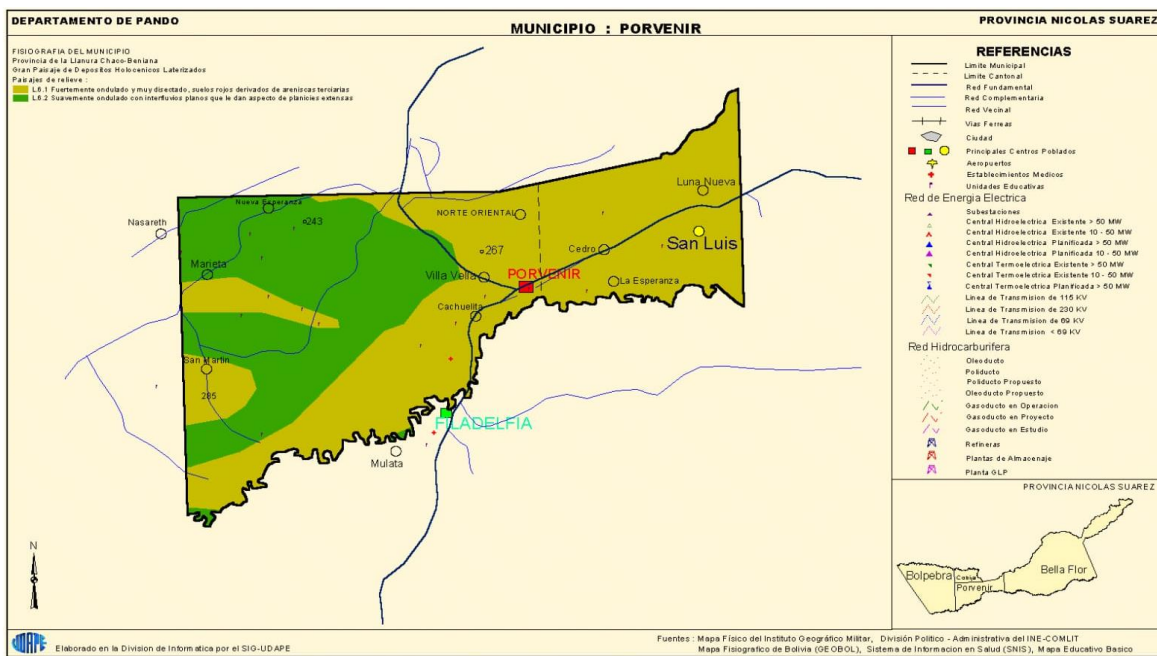 DEPARTAMENTO DE PANDO
MUNICIPIO : PORVENIR
PROVINCIA NICOLAS SUAREZ
FISIOGRAFIA DEL MUNICIPIO
Provincia de la Llanura Chaco-Beniana
Gran Paisaje de Depositos Holocenicos Laterizados
Paisajes de relieve :
L.6.1 Fuertemente ondulado y muy disectado, suelos rojos derivados de areniscas terciarias
L.6.2 Suavemente ondulado con interfluvios planos que le dan aspecto de planicies extensas
Luna Nueva
Nueva Esperanza
243
NORTE ORIENTAL
Nasareth
San Luis
267
Cedro
Marieta
Villa Vella
PORVENIR
La Esperanza
Cachuelita
San Martin
285
FILADELFIA
Mulata
N
REFERENCIAS
Limite Municipal
Limite Cantonal
Red Fundamental
Red Complementaria
Red Vecinal
Vias Ferreas
Ciudad
Principales Centros Poblados
Aeropuertos
Establecimientos Medicos
Unidades Educativas
Red de Energia Electrica
Subestaciones
Central Hidroelectrica Existente > 50 MW
Central Hidroelectrica Existente 10 - 50 MW
Central Hidroelectrica Planificada > 50 MW
Central Hidroelectrica Planificada 10 - 50 MW
Central Termoelectrica Existente > 50 MW
Central Termoelectrica Existente 10 - 50 MW
Central Termoelectrica Planificada > 50 MW
Linea de Transmision de 115 KV
Linea de Transmision de 230 KV
Linea de Transmision de 69 KV
Linea de Transmision < 69 KV
Red Hidrocarburifera
Oleoducto
Poliducto
Poliducto Propuesto
Oleoducto Propuesto
Gasoducto en Operacion
Gasoducto en Proyecto
Gasoducto en Estudio
Refineras
Plantas de Almacenaje
Planta GLP
PROVINCIA NICOLAS SUAREZ
Bolpebra
Cobija
Porvenir
Bella Flor
UDAPE
Elaborado en la Division de Informatica por el SIG-UDAPE
Fuentes : Mapa Físico del Instituto Geográfico Militar, División Politico - Administrativa del INE-COMLIT
Mapa Fisiografico de Bolivia (GEOBOL), Sistema de Informacion en Salud (SNIS), Mapa Educativo Basico